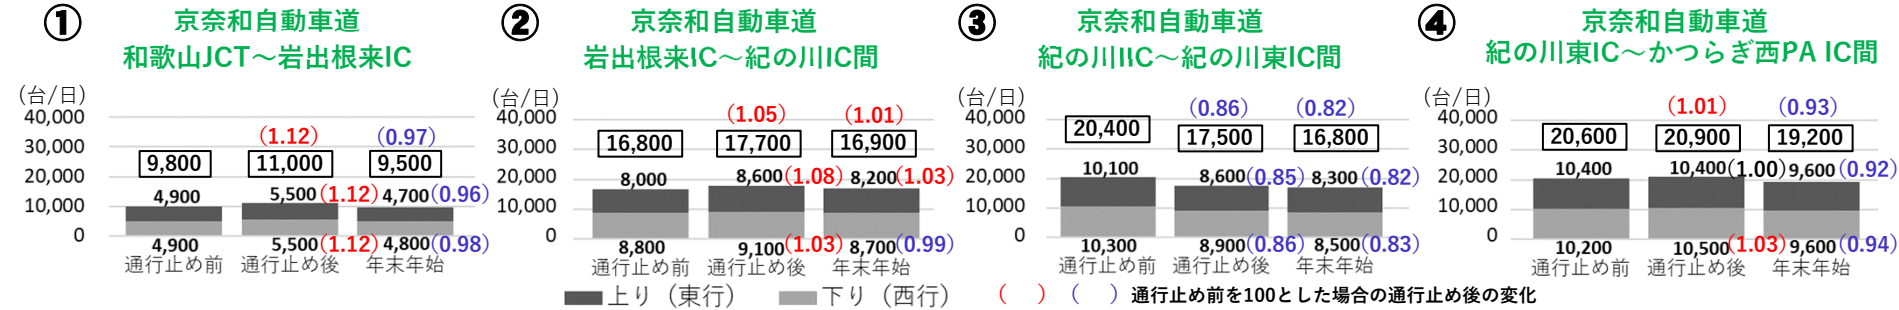 ①
京奈和自動車道
和歌山JCT～岩出根来IC
(台/日)
40,000
30,000
20,000
10,000
0
(1.12)
(0.97)
9,800
11,000
9,500
4,900
5,500(1.12)
4,700(0.96)
4,900
5,500(1.12)
4,800(0.98)
通行止め前
通行止め後
年末年始
②
京奈和自動車道
岩出根来IC～紀の川IC間
(台/日)
40,000
30,000
20,000
10,000
0
(1.05)
(1.01)
16,800
17,700
16,900
8,000
8,600(1.08)
8,200(1.03)
8,800
9,100(1.03)
8,700(0.99)
通行止め前
通行止め後
年末年始
③
京奈和自動車道
紀の川IIC～紀の川東IC間
(台/日)
40,000
30,000
20,000
10,000
0
(0.86)
(0.82)
20,400
17,500
16,800
10,100
8,600(0.85)
8,300(0.82)
10,300
8,900(0.86)
8,500(0.83)
通行止め前
通行止め後
年末年始
④
京奈和自動車道
紀の川東IC～かつらぎ西PA IC間
(台/日)
40,000
30,000
20,000
10,000
0
(1.01)
(0.93)
20,600
20,900
19,200
10,400
10,400(1.00)
9,600(0.92)
10,200
10,500(1.03)
9,600(0.94)
通行止め前
通行止め後
年末年始
上り（東行）
下り（西行）
（　）（　）通行止め前を100とした場合の通行止め後の変化